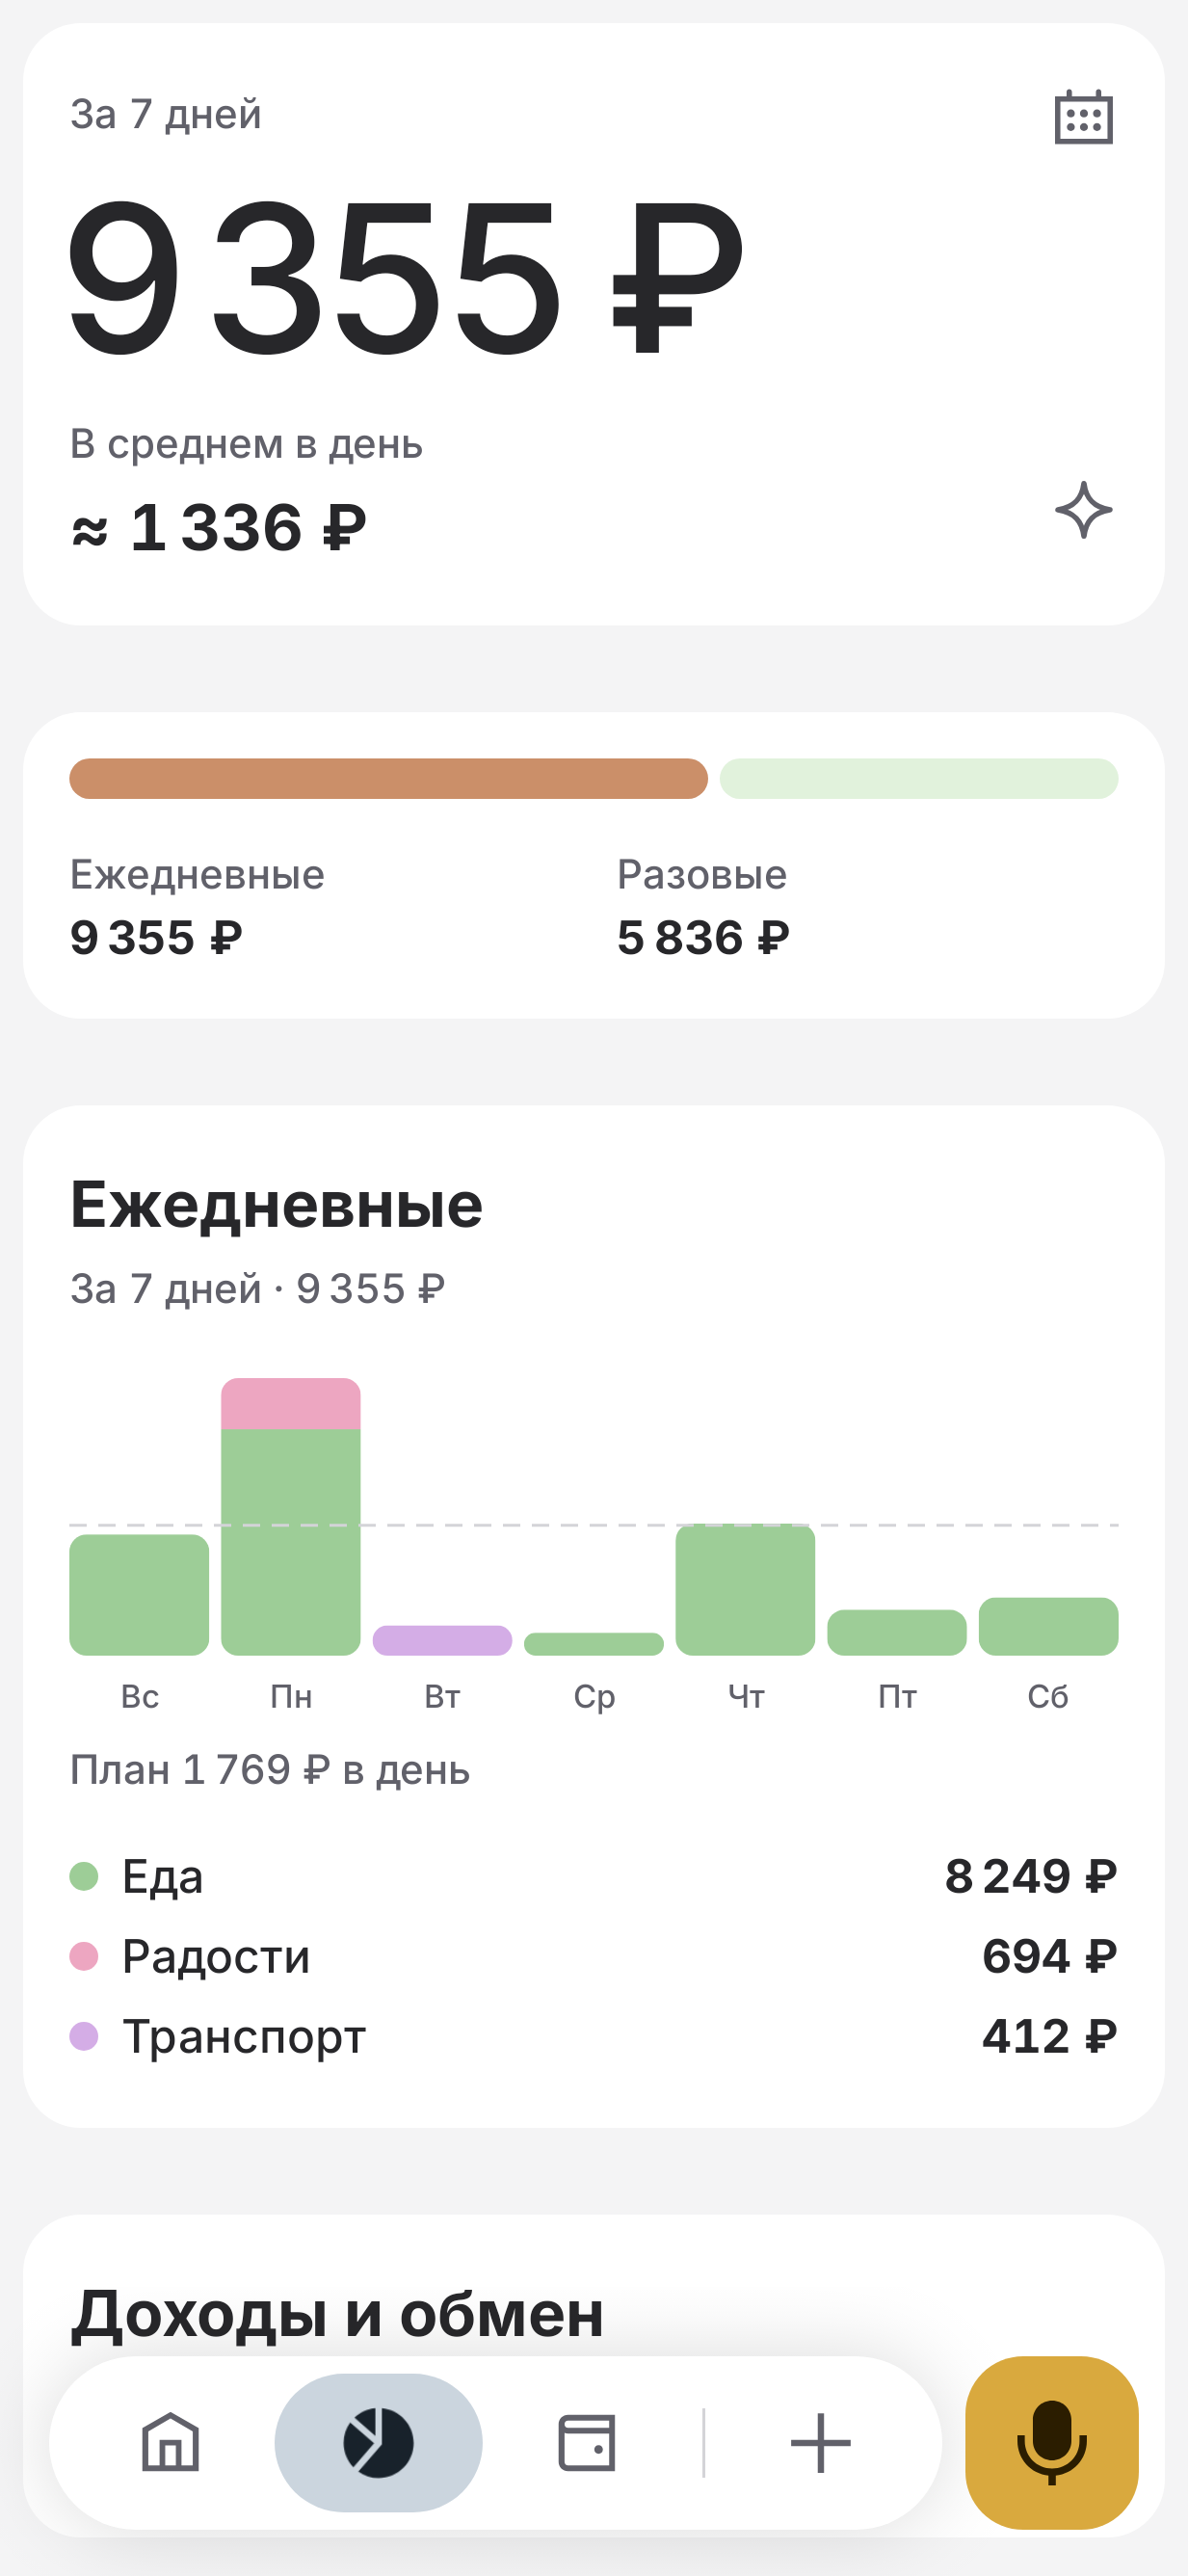 За 7 дней
9 355 ₽
В среднем в день
≈ 1 336 ₽
Ежедневные Разовые
9 355 ₽ 5 836 ₽
Ежедневные
За 7 дней · 9 355 ₽
Вс Пн Вт Ср Чт Пт Сб
План 1 769 ₽ в день
Еда 8 249 ₽
Радости 694 ₽
Транспорт 412 ₽
Доходы и обмен